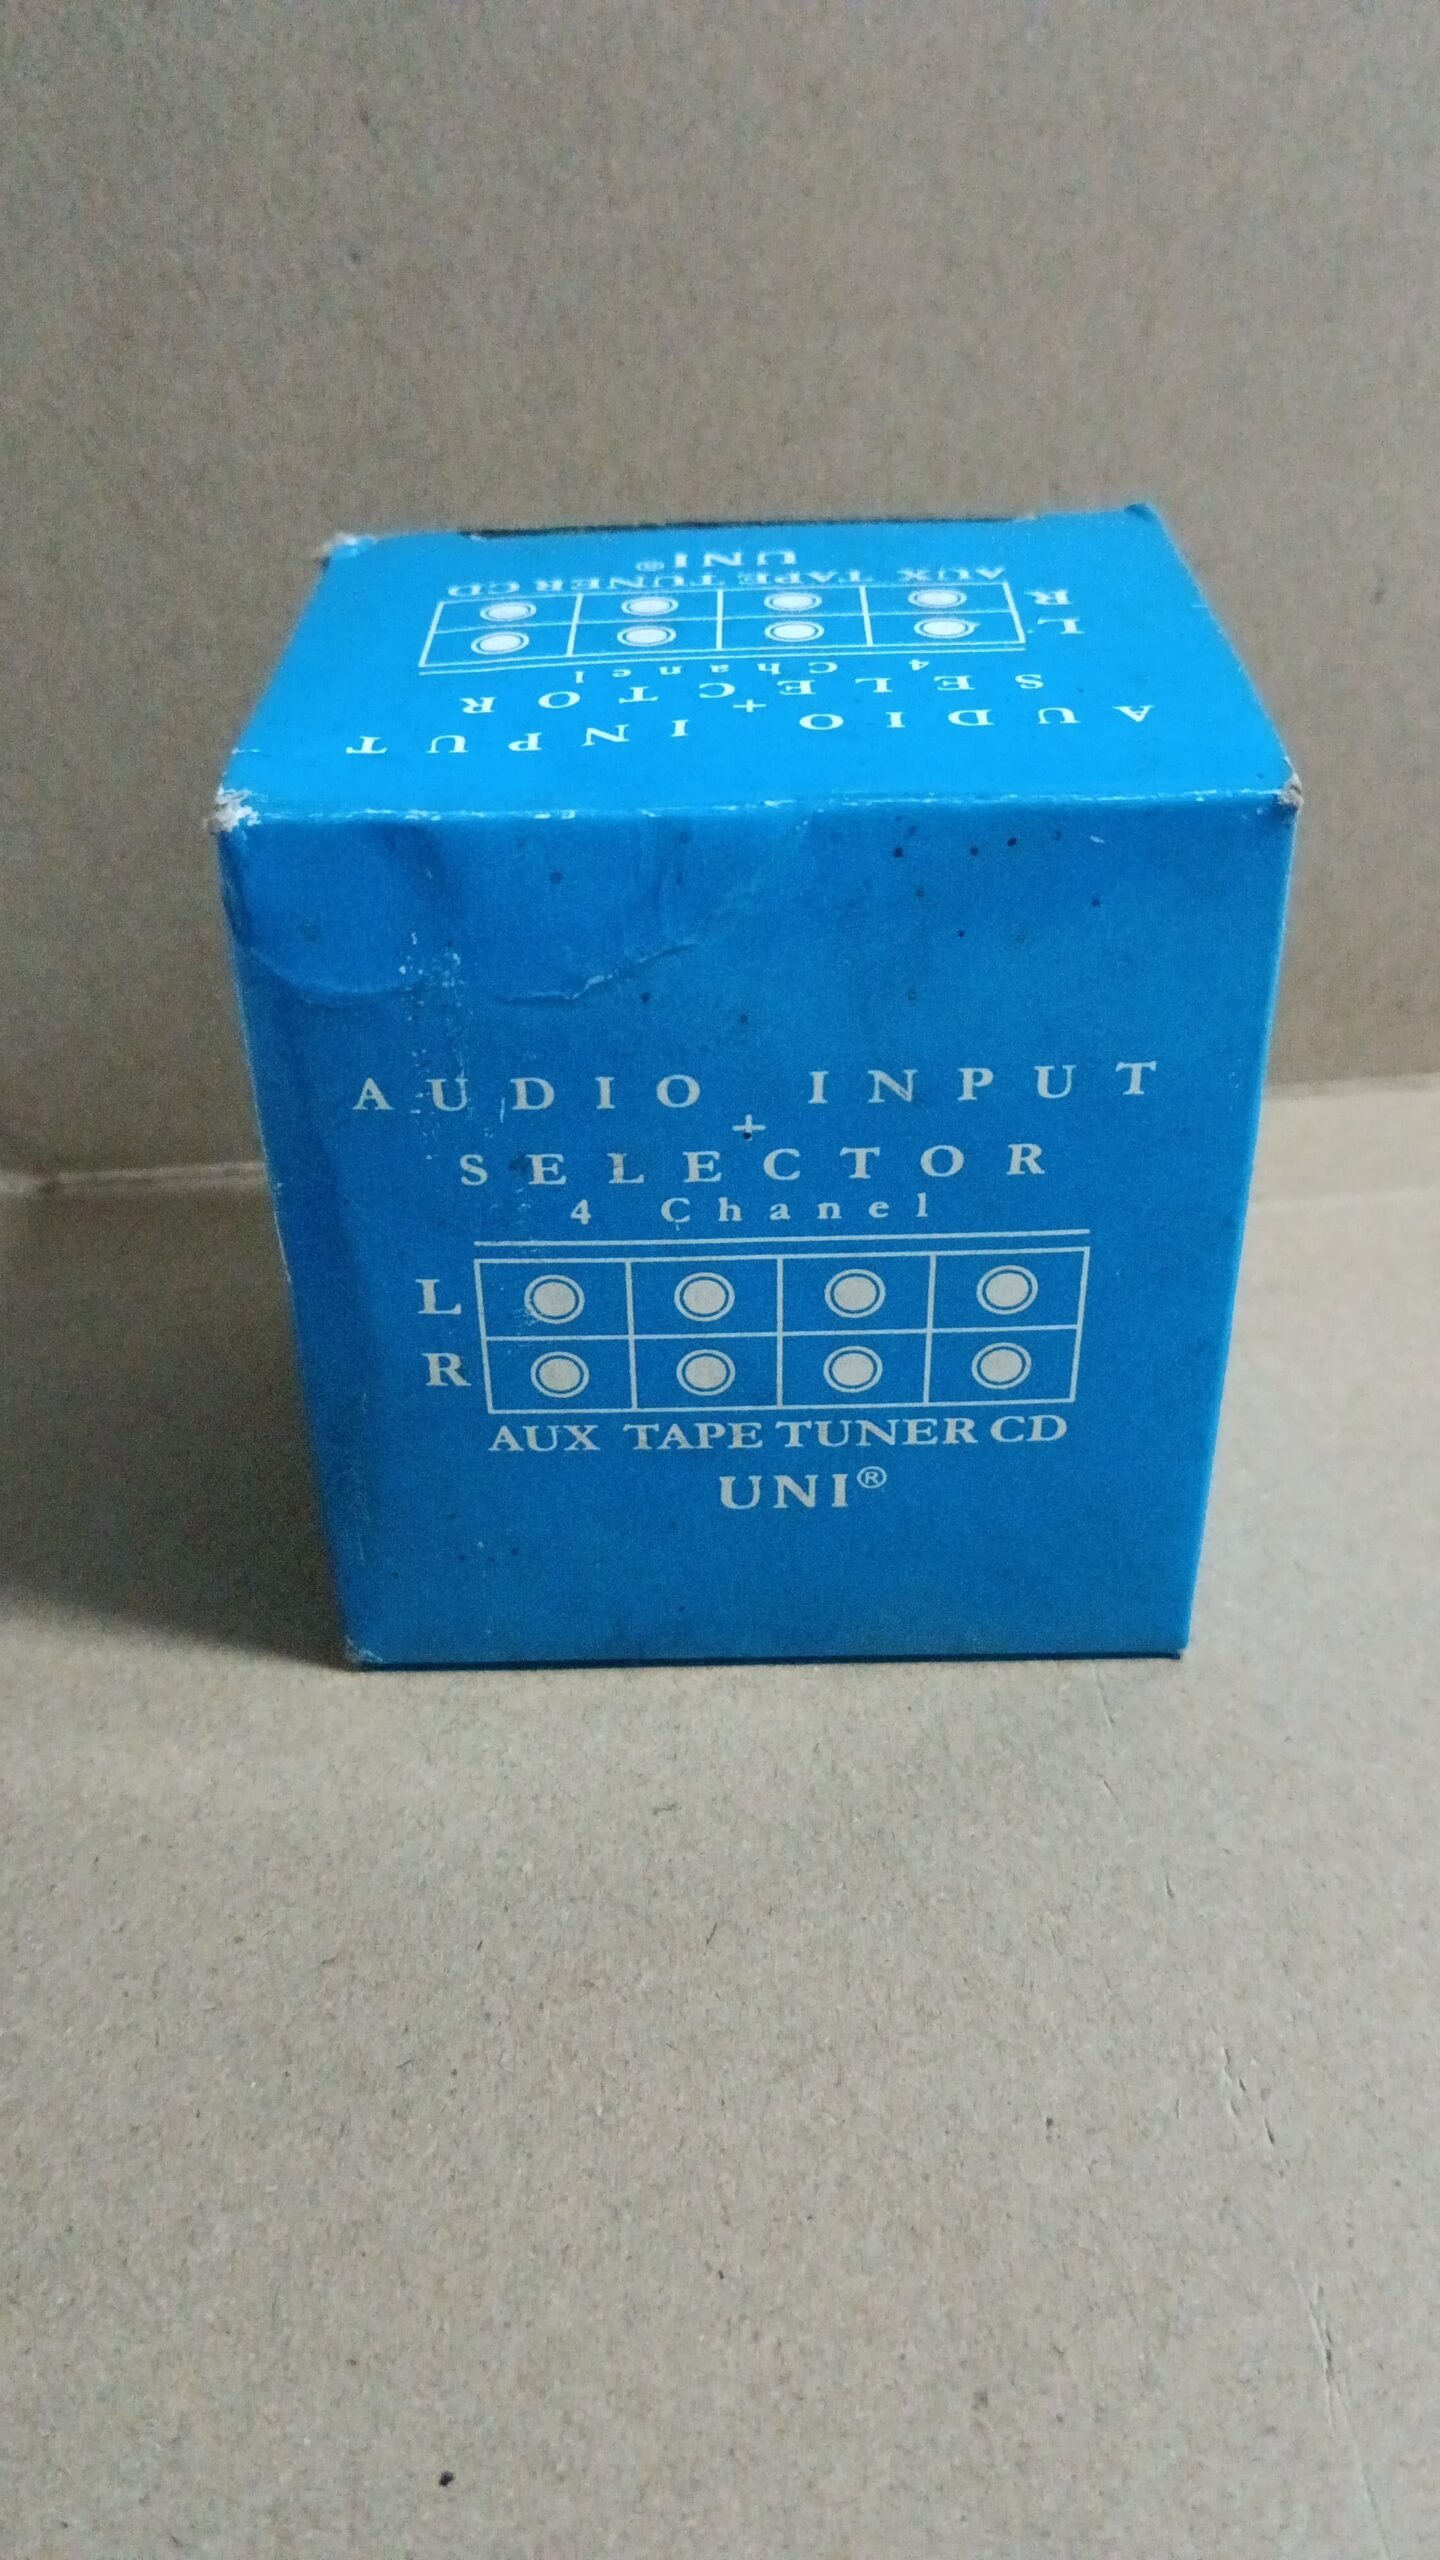 AUDIO INPUT
+
SELECTOR
4 Chanel
L
R
AUX TAPE TUNER CD
UNI®
AUDIO INPUT
+
SELECTOR
4 Chanel
L
R
AUX TAPE TUNER CD
UNI®